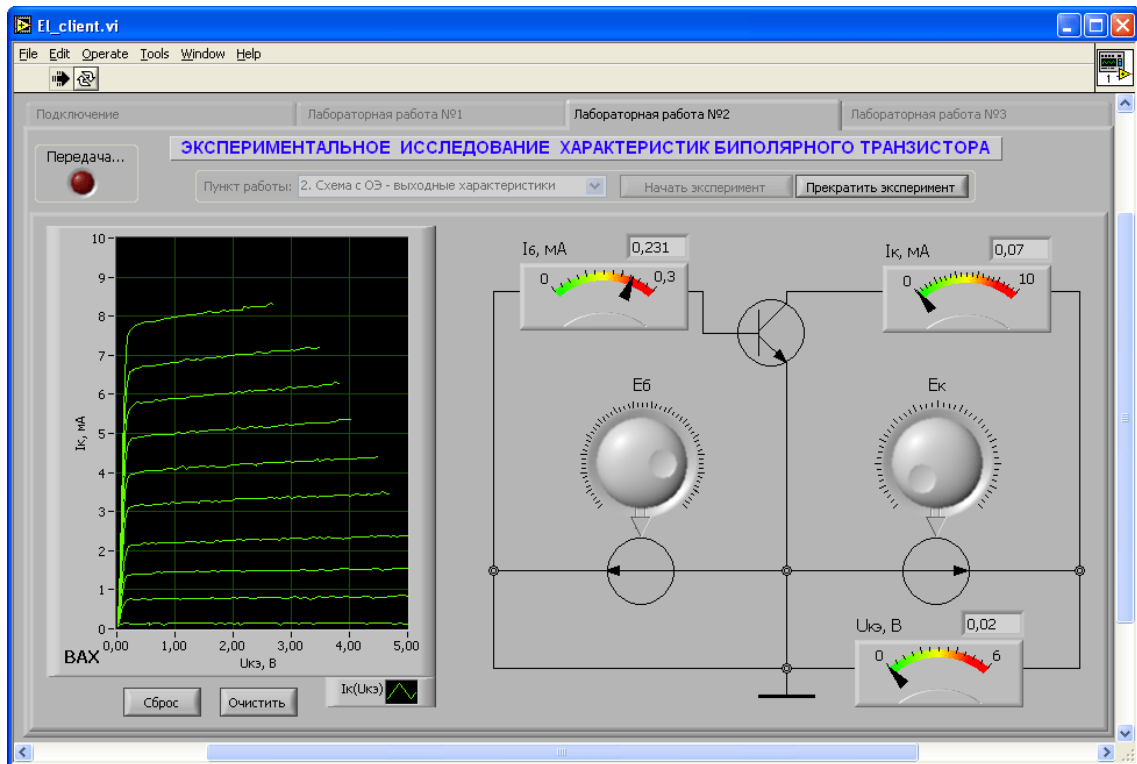 El_client.vi
File Edit Operate Tools Window Help
1
Подключение
Лабораторная работа №1
Лабораторная работа №2
Лабораторная работа №3
Передача...
ЭКСПЕРИМЕНТАЛЬНОЕ ИССЛЕДОВАНИЕ ХАРАКТЕРИСТИК БИПОЛЯРНОГО ТРАНЗИСТОРА
Пункт работы: 2. Схема с ОЭ - выходные характеристики
Начать эксперимент
Прекратить эксперимент
10
9
8
7
6
5
4
3
2
1
0
Iк, мА
0,00 1,00 2,00 3,00 4,00 5,00
Uкэ, В
ВАХ
Iк(Uкэ)
Сброс
Очистить
Iб, мА 0,231
0 0,3
Iк, мА 0,07
0 10
Eб
Eк
Uкэ, В 0,02
0 6